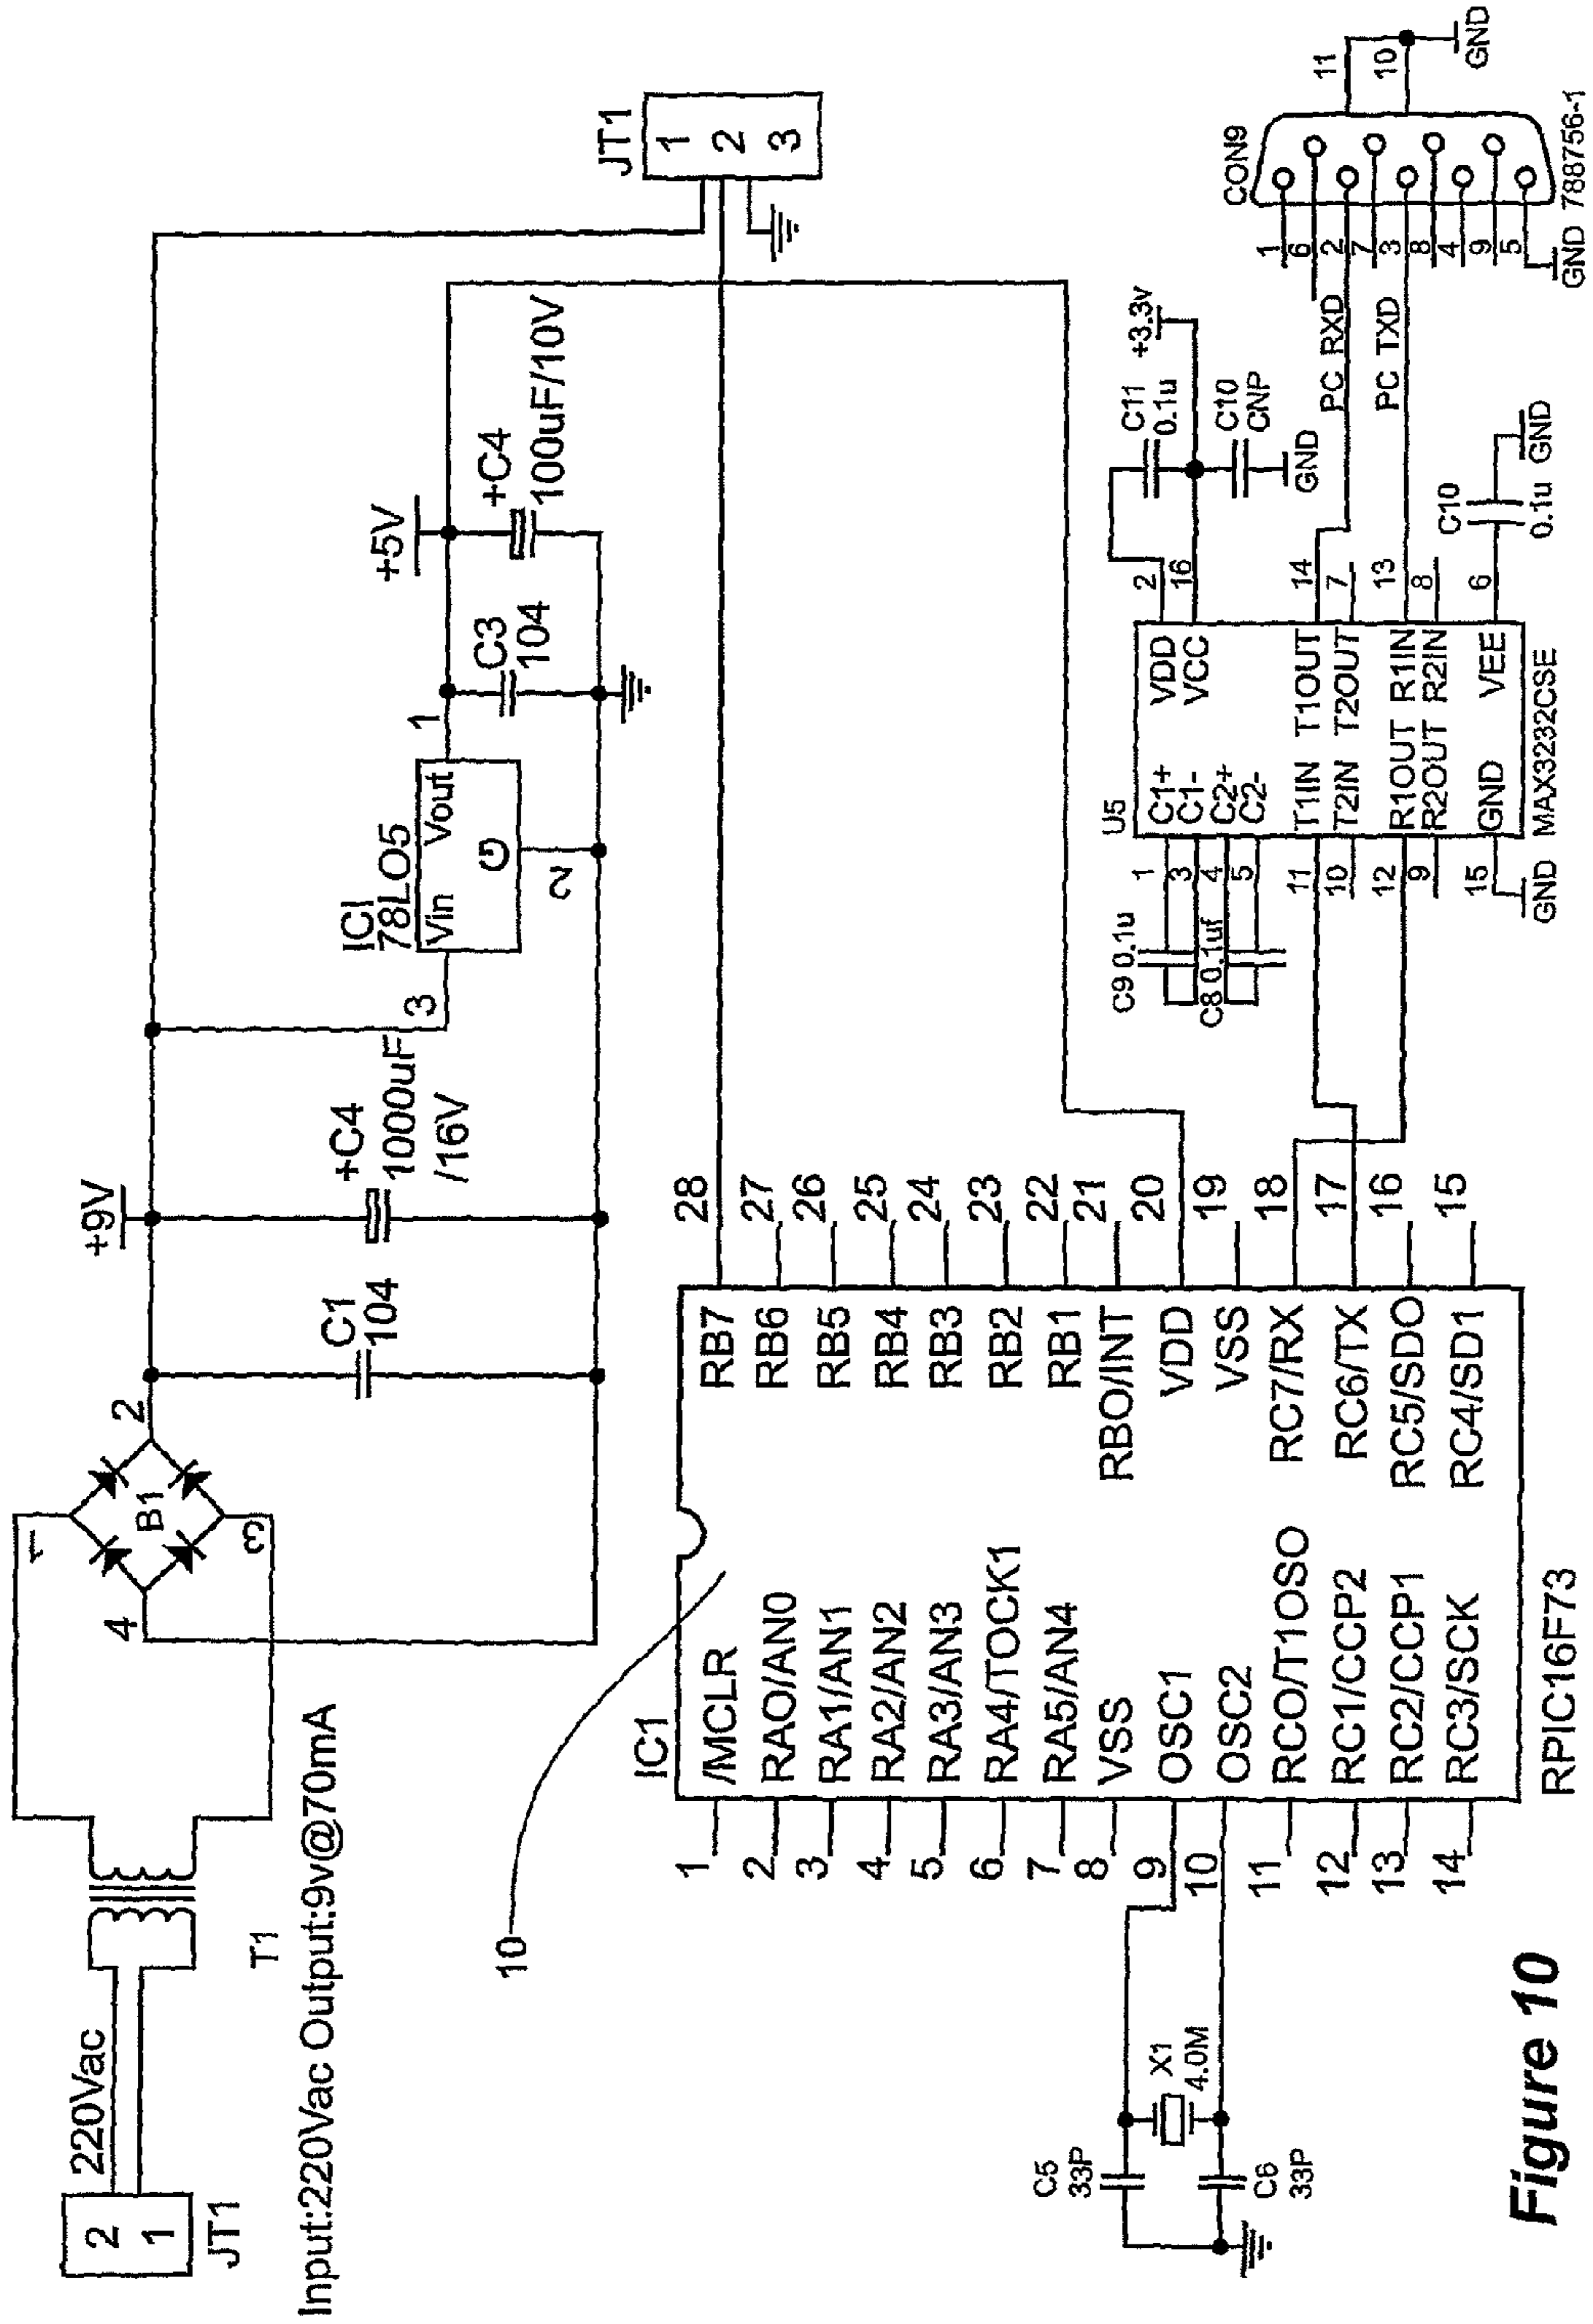 JT1
2
1
220Vac
T1
Input:220Vac Output:9v@70mA
1
B1
2
3
4
+9V
C1
104
+C4
1000uF
/16V
ICI
78LO5
Vin Vout
G
3
1
2
C3
104
+5V
+C4
100uF/10V
JT1
1
2
3
10
IC1
1 /MCLR
2 RAO/AN0
3 RA1/AN1
4 RA2/AN2
5 RA3/AN3
6 RA4/TOCK1
7 RA5/AN4
8 VSS
9 OSC1
10 OSC2
11 RCO/T1OSO
12 RC1/CCP2
13 RC2/CCP1
14 RC3/SCK
RB7 28
RB6 27
RB5 26
RB4 25
RB3 24
RB2 23
RB1 22
RBO/INT 21
VDD 20
VSS 19
RC7/RX 18
RC6/TX 17
RC5/SDO 16
RC4/SD1 15
RPIC16F73
C5
33P
X1
4.0M
C6
33P
C9 0.1u
C8 0.1uf
U5
1 C1+
3 C1-
4 C2+
5 C2-
11 T1IN T1OUT 14
10 T2IN T2OUT 7
12 R1OUT R1IN 13
9 R2OUT R2IN 8
15 GND VEE 6
VDD 2
VCC 16
GND MAX3232CSE
C11
0.1u
+3.3v
C10
CNP
GND
PC RXD
PC TXD
C10
0.1u GND
CON9
1
6
2
7
3
8
4
9
5
GND 788756-1
11
10
GND
Figure 10